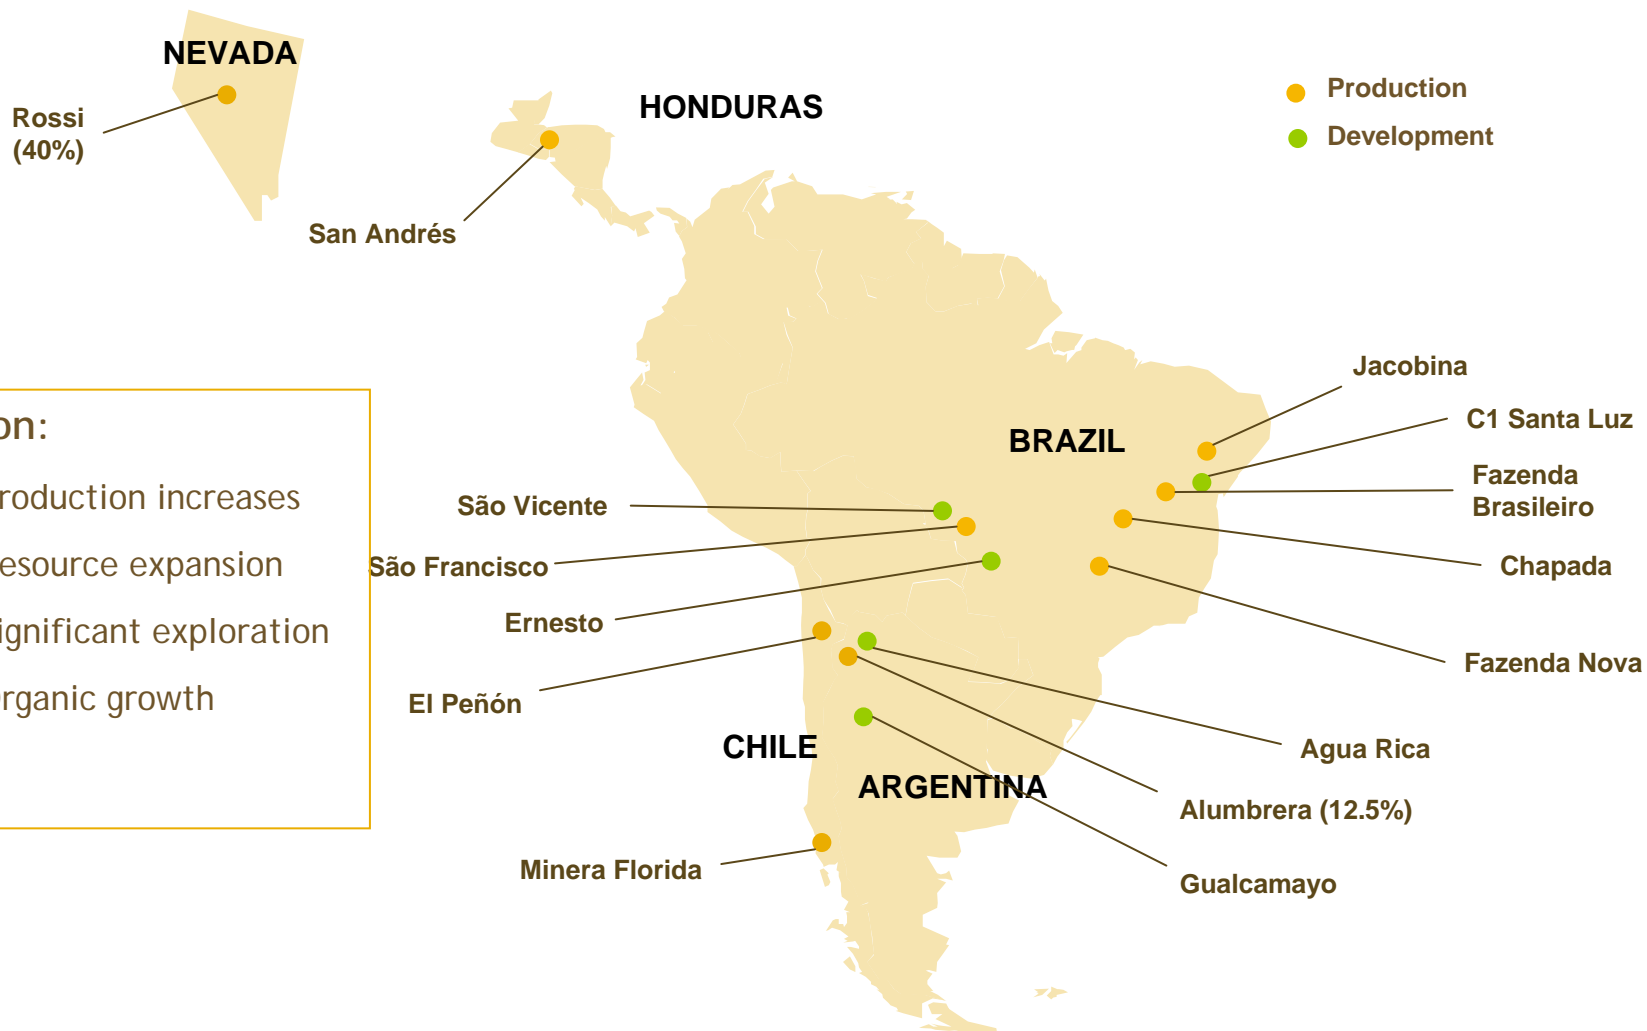 NEVADA
Rossi
(40%)
HONDURAS
San Andrés
Production
Development
on:
roduction increases
esource expansion
ignificant exploration
rganic growth
BRAZIL
Jacobina
C1 Santa Luz
Fazenda
Brasileiro
Chapada
Fazenda Nova
São Vicente
São Francisco
Ernesto
El Peñón
CHILE
ARGENTINA
Agua Rica
Alumbrera (12.5%)
Gualcamayo
Minera Florida